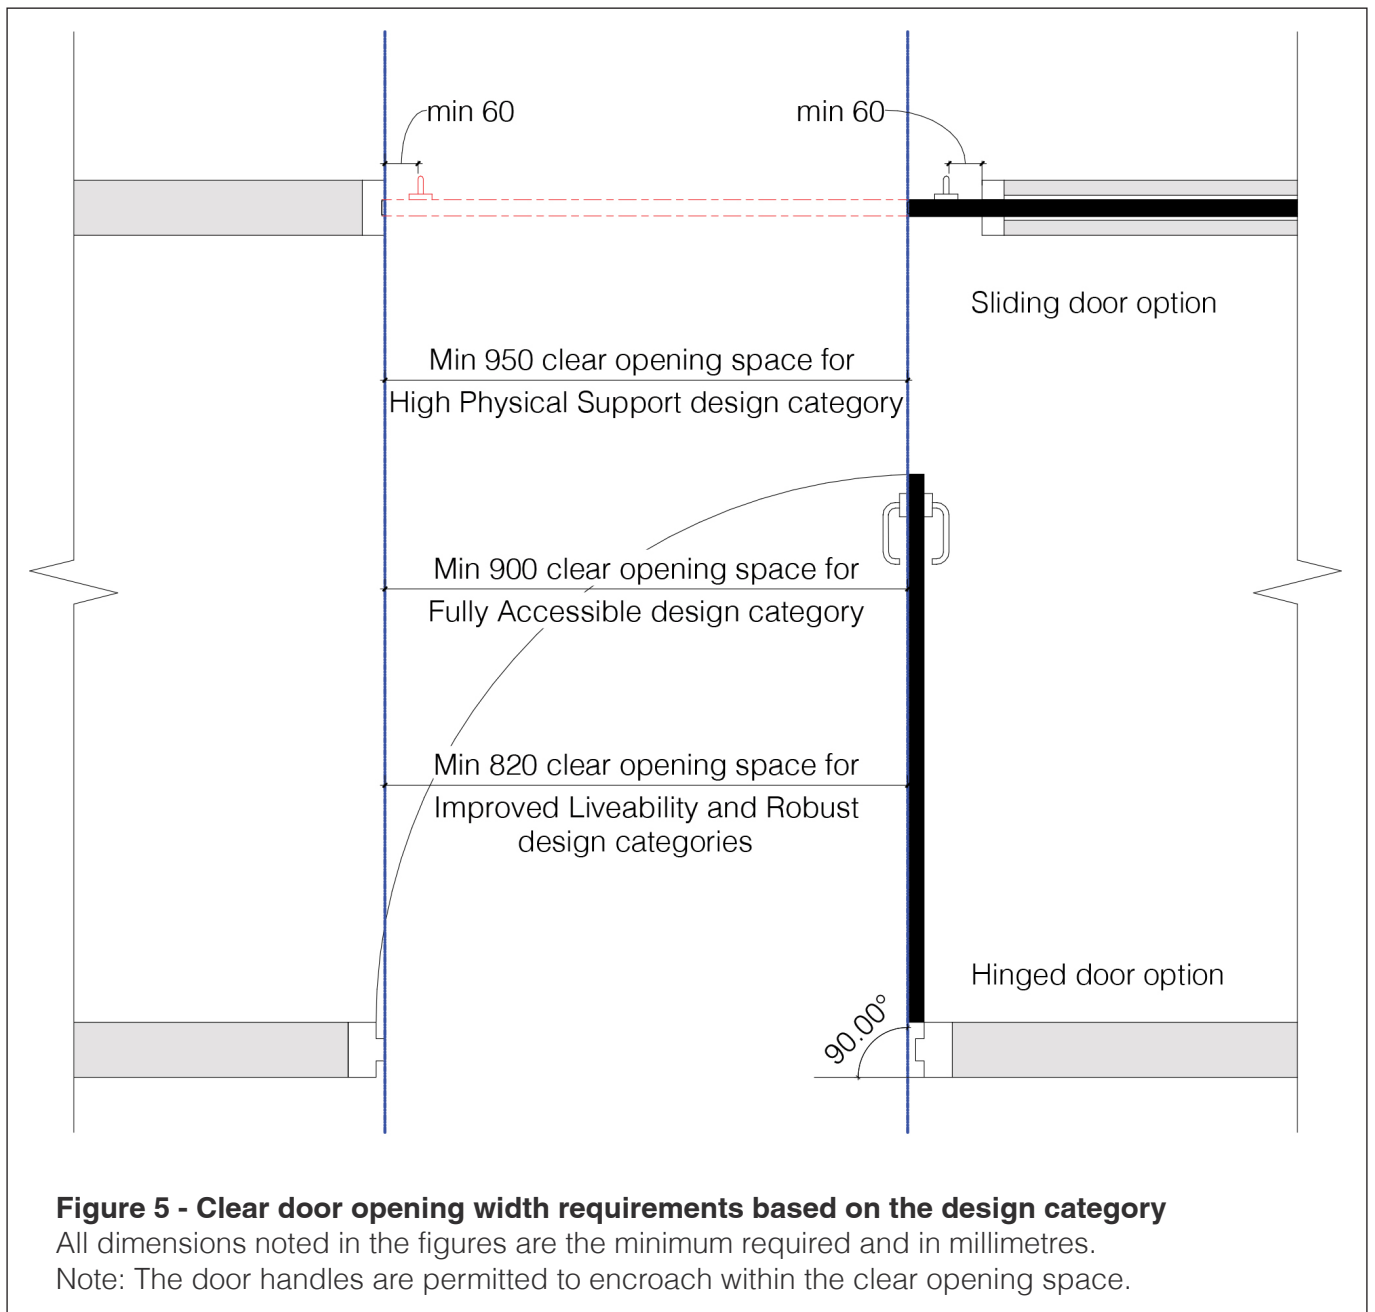 min 60
min 60
Sliding door option
Min 950 clear opening space for
High Physical Support design category
Min 900 clear opening space for
Fully Accessible design category
Min 820 clear opening space for
Improved Liveability and Robust
design categories
Hinged door option
90.00°
Figure 5 - Clear door opening width requirements based on the design category
All dimensions noted in the figures are the minimum required and in millimetres.
Note: The door handles are permitted to encroach within the clear opening space.